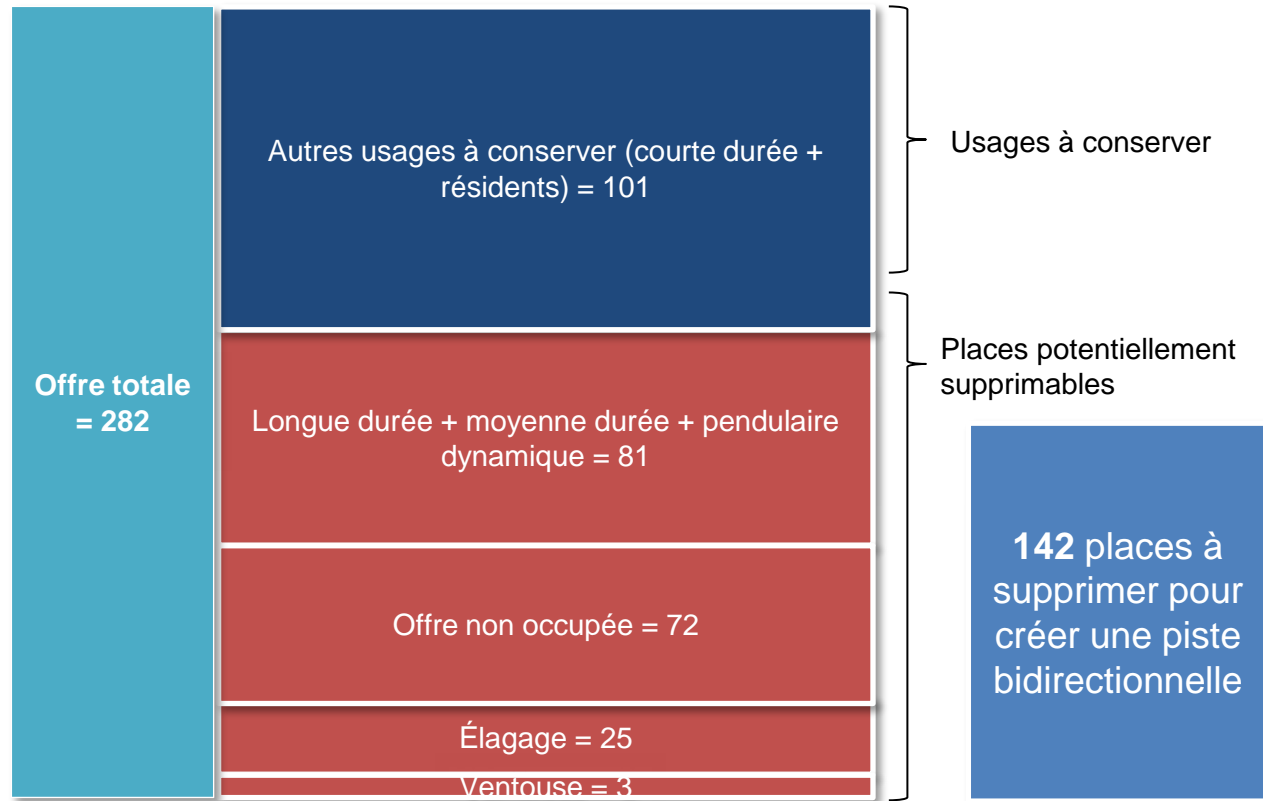 Offre totale
= 282
Autres usages à conserver (courte durée +
résidents) = 101
Longue durée + moyenne durée + pendulaire
dynamique = 81
Offre non occupée = 72
Élagage = 25
Ventouse = 3
Usages à conserver
Places potentiellement
supprimables
142 places à
supprimer pour
créer une piste
bidirectionnelle